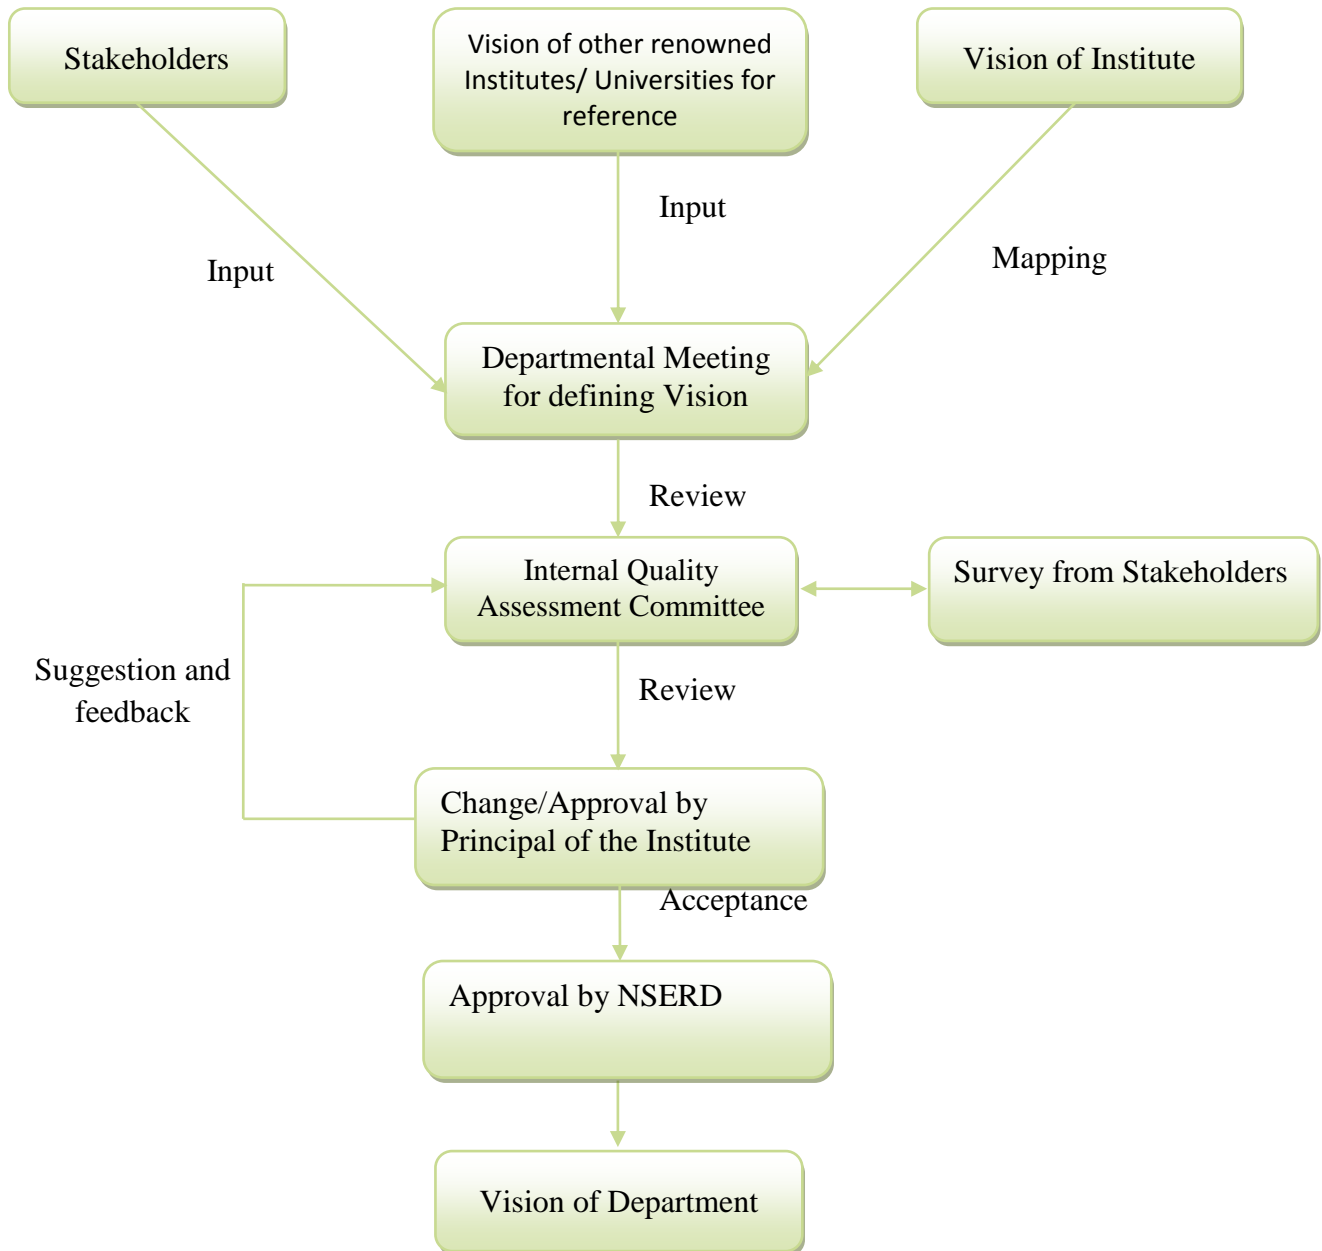 Stakeholders
Vision of other renowned
Institutes/ Universities for
reference
Vision of Institute
Input
Input
Mapping
Departmental Meeting
for defining Vision
Review
Internal Quality
Assessment Committee
Survey from Stakeholders
Suggestion and
feedback
Review
Change/Approval by
Principal of the Institute
Acceptance
Approval by NSERD
Vision of Department